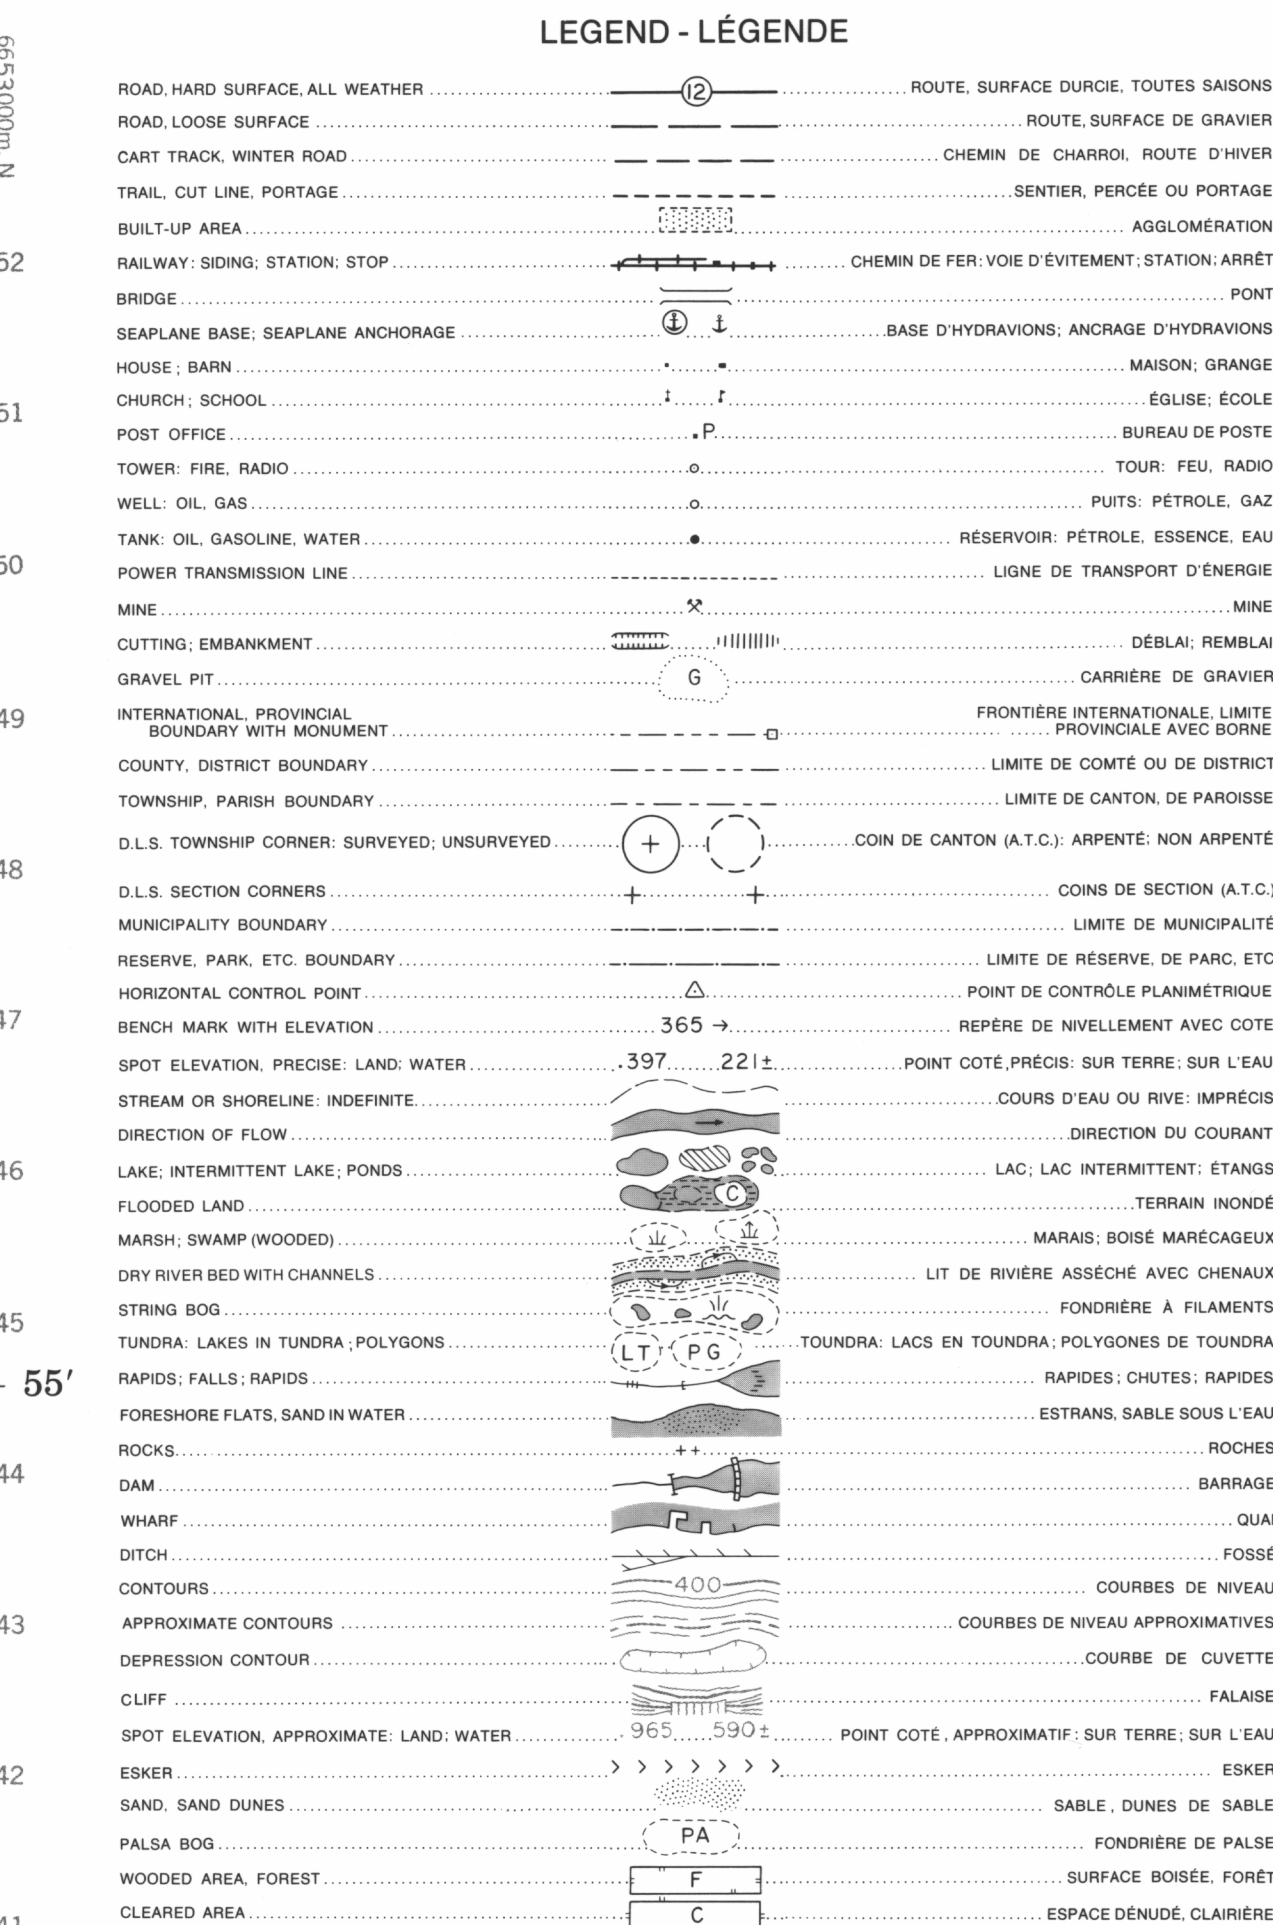 LEGEND - LÉGENDE
6653000m. N
ROAD, HARD SURFACE, ALL WEATHER 12 ROUTE, SURFACE DURCIE, TOUTES SAISONS
ROAD, LOOSE SURFACE ROUTE, SURFACE DE GRAVIER
CART TRACK, WINTER ROAD CHEMIN DE CHARROI, ROUTE D'HIVER
TRAIL, CUT LINE, PORTAGE SENTIER, PERCÉE OU PORTAGE
BUILT-UP AREA AGGLOMÉRATION
52 RAILWAY: SIDING; STATION; STOP CHEMIN DE FER: VOIE D'ÉVITEMENT; STATION; ARRÊT
BRIDGE PONT
SEAPLANE BASE; SEAPLANE ANCHORAGE BASE D'HYDRAVIONS; ANCRAGE D'HYDRAVIONS
HOUSE; BARN MAISON; GRANGE
CHURCH; SCHOOL ÉGLISE; ÉCOLE
51
POST OFFICE P BUREAU DE POSTE
TOWER: FIRE, RADIO TOUR: FEU, RADIO
WELL: OIL, GAS PUITS: PÉTROLE, GAZ
TANK: OIL, GASOLINE, WATER RÉSERVOIR: PÉTROLE, ESSENCE, EAU
50 POWER TRANSMISSION LINE LIGNE DE TRANSPORT D'ÉNERGIE
MINE MINE
CUTTING; EMBANKMENT DÉBLAI; REMBLAI
GRAVEL PIT G CARRIÈRE DE GRAVIER
49 INTERNATIONAL, PROVINCIAL FRONTIÈRE INTERNATIONALE, LIMITE
BOUNDARY WITH MONUMENT PROVINCIALE AVEC BORNE
COUNTY, DISTRICT BOUNDARY LIMITE DE COMTÉ OU DE DISTRICT
TOWNSHIP, PARISH BOUNDARY LIMITE DE CANTON, DE PAROISSE
D.L.S. TOWNSHIP CORNER: SURVEYED; UNSURVEYED COIN DE CANTON (A.T.C.): ARPENTÉ; NON ARPENTÉ
48
D.L.S. SECTION CORNERS COINS DE SECTION (A.T.C.)
MUNICIPALITY BOUNDARY LIMITE DE MUNICIPALITÉ
RESERVE, PARK, ETC. BOUNDARY LIMITE DE RÉSERVE, DE PARC, ETC
HORIZONTAL CONTROL POINT POINT DE CONTRÔLE PLANIMÉTRIQUE
47 BENCH MARK WITH ELEVATION 365 → REPÈRE DE NIVELLEMENT AVEC COTE
SPOT ELEVATION, PRECISE: LAND; WATER .397 221± POINT COTÉ, PRÉCIS: SUR TERRE; SUR L'EAU
STREAM OR SHORELINE: INDEFINITE COURS D'EAU OU RIVE: IMPRÉCIS
DIRECTION OF FLOW DIRECTION DU COURANT
46 LAKE; INTERMITTENT LAKE; PONDS LAC; LAC INTERMITTENT; ÉTANGS
FLOODED LAND C TERRAIN INONDÉ
MARSH; SWAMP (WOODED) MARAIS; BOISÉ MARÉCAGEUX
DRY RIVER BED WITH CHANNELS LIT DE RIVIÈRE ASSÉCHÉ AVEC CHENAUX
45 STRING BOG FONDRIÈRE À FILAMENTS
TUNDRA: LAKES IN TUNDRA; POLYGONS LT PG TOUNDRA: LACS EN TOUNDRA; POLYGONES DE TOUNDRA
55′ RAPIDS; FALLS; RAPIDS RAPIDES; CHUTES; RAPIDES
FORESHORE FLATS, SAND IN WATER ESTRANS, SABLE SOUS L'EAU
ROCKS ++ ROCHES
44 DAM BARRAGE
WHARF QUAI
DITCH FOSSÉ
CONTOURS 400 COURBES DE NIVEAU
43 APPROXIMATE CONTOURS COURBES DE NIVEAU APPROXIMATIVES
DEPRESSION CONTOUR COURBE DE CUVETTE
CLIFF FALAISE
SPOT ELEVATION, APPROXIMATE: LAND; WATER .965 590± POINT COTÉ, APPROXIMATIF: SUR TERRE; SUR L'EAU
42 ESKER ESKER
SAND, SAND DUNES SABLE, DUNES DE SABLE
PALSA BOG PA FONDRIÈRE DE PALSE
WOODED AREA, FOREST F SURFACE BOISÉE, FORÊT
41 CLEARED AREA C ESPACE DÉNUDÉ, CLAIRIÈRE